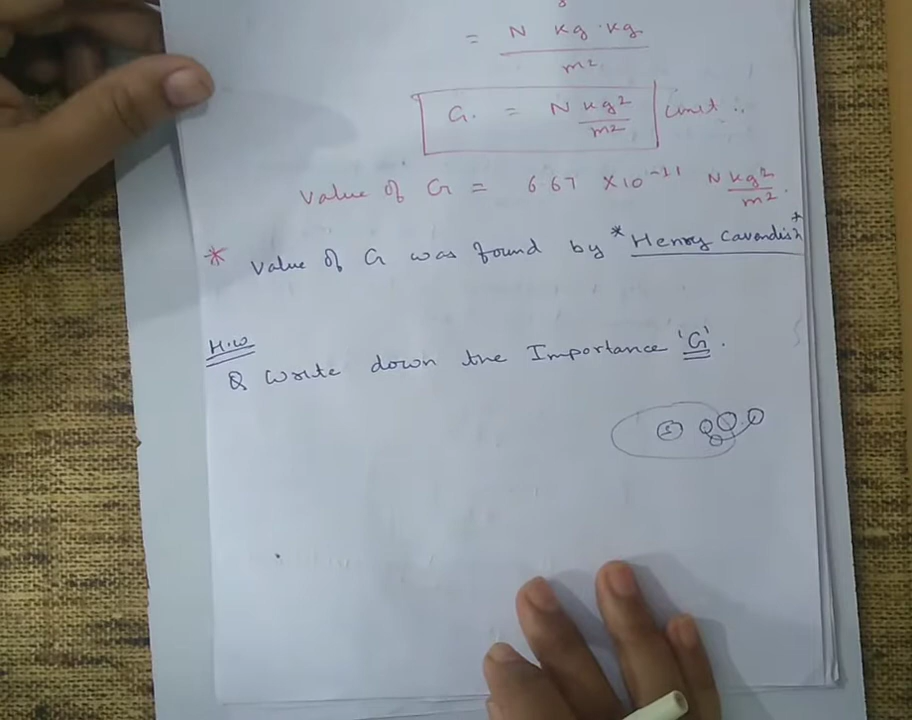 = N kg · kg / m²
G. = N kg² / m² unit ∴
Value of G = 6 67 × 10⁻¹¹ N kg² / m².
* Value of G was found by * Henry Cavendish *
H.W
Q Write down the Importance 'G'.
S